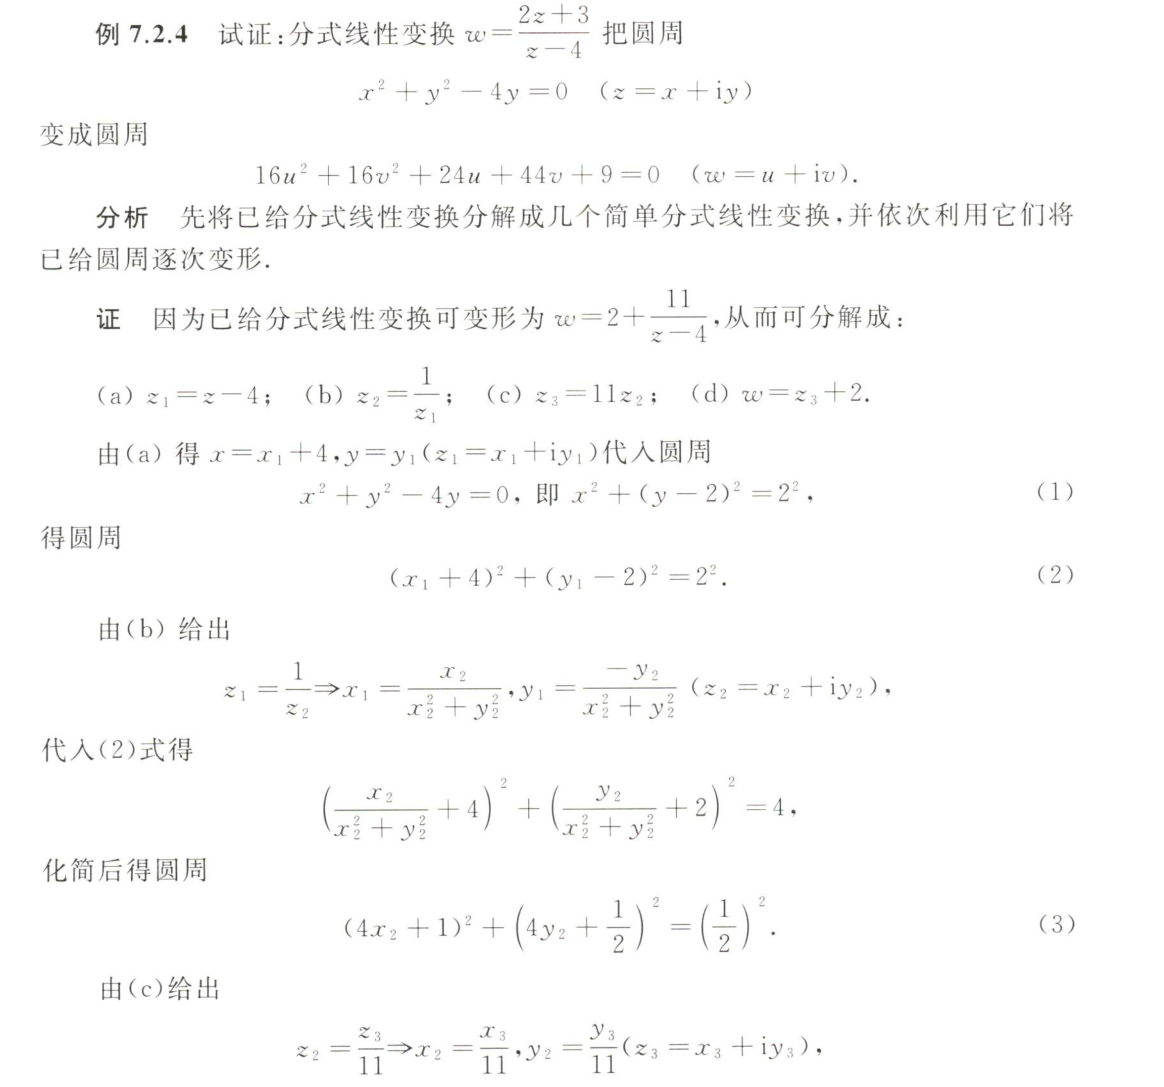 例 7.2.4 试证:分式线性变换 $w=\frac{2z+3}{z-4}$ 把圆周
$x^2+y^2-4y=0\quad(z=x+\mathrm{i}y)$
变成圆周
$16u^2+16v^2+24u+44v+9=0\quad(w=u+\mathrm{i}v).$
分析 先将已给分式线性变换分解成几个简单分式线性变换,并依次利用它们将
已给圆周逐次变形.
证 因为已给分式线性变换可变形为 $w=2+\frac{11}{z-4}$,从而可分解成:
(a) $z_1=z-4$; (b) $z_2=\frac{1}{z_1}$; (c) $z_3=11z_2$; (d) $w=z_3+2$.
由(a) 得 $x=x_1+4,y=y_1(z_1=x_1+\mathrm{i}y_1)$代入圆周
$x^2+y^2-4y=0$, 即 $x^2+(y-2)^2=2^2$, (1)
得圆周
$(x_1+4)^2+(y_1-2)^2=2^2.$ (2)
由(b) 给出
$z_1=\frac{1}{z_2}\Rightarrow x_1=\frac{x_2}{x_2^2+y_2^2},y_1=\frac{-y_2}{x_2^2+y_2^2}(z_2=x_2+\mathrm{i}y_2),$
代入(2)式得
$\left(\frac{x_2}{x_2^2+y_2^2}+4\right)^2+\left(\frac{y_2}{x_2^2+y_2^2}+2\right)^2=4,$
化简后得圆周
$(4x_2+1)^2+\left(4y_2+\frac{1}{2}\right)^2=\left(\frac{1}{2}\right)^2.$ (3)
由(c)给出
$z_2=\frac{z_3}{11}\Rightarrow x_2=\frac{x_3}{11},y_2=\frac{y_3}{11}(z_3=x_3+\mathrm{i}y_3),$